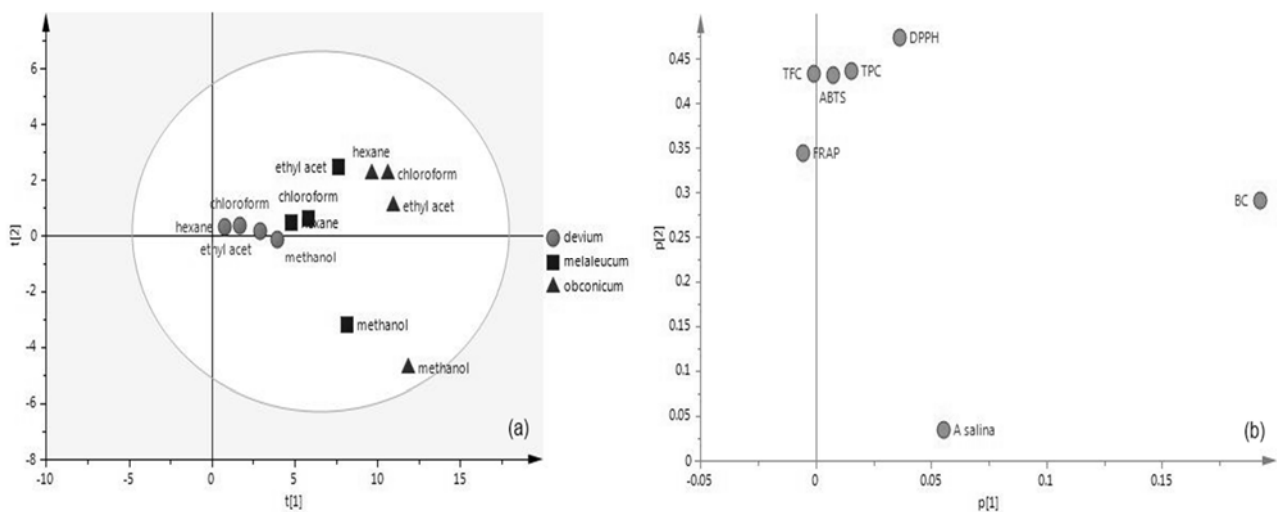 6
4
2
0
-2
-4
-6
-8
t[2]
-10
-5
0
5
10
15
t[1]
ethyl acet
hexane
chloroform
chloroform
chloroform
ethyl acet
hexane
hexane
ethyl acet
methanol
methanol
methanol
(a)
devium
melaleucum
obconicum
0.45
0.4
0.35
0.3
0.25
0.2
0.15
0.1
0.05
0
p[2]
-0.05
0
0.05
0.1
0.15
p[1]
DPPH
TFC
TPC
ABTS
FRAP
BC
A salina
(b)